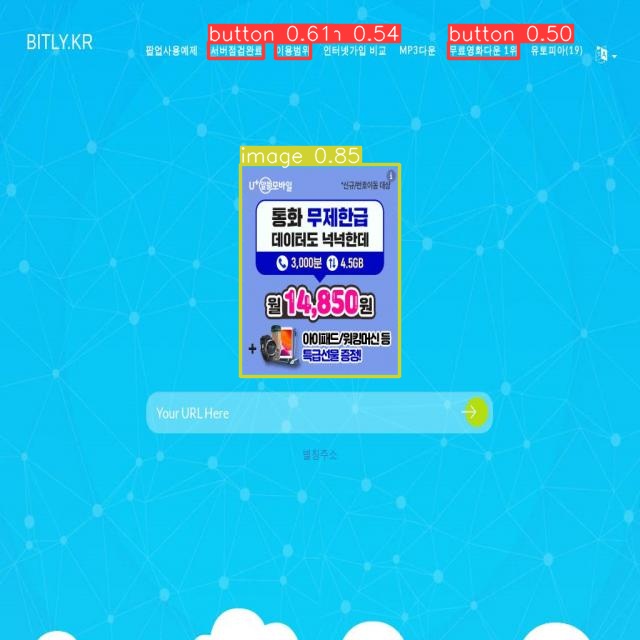 BITLY.KR
button 0.61n 0.54
button 0.50
팝업사용예제 서버점검완료 이용범위 인터넷가입 비교 MP3다운 무료영화다운 1위 유토피아(19)
image 0.85
U+알뜰모바일
*신규/번호이동 대상
통화 무제한급
데이터도 넉넉한데
3,000분 4.5GB
월 14,850원
+ 아이패드/워킹머신 등
특급선물 증정!
Your URL Here
별칭주소